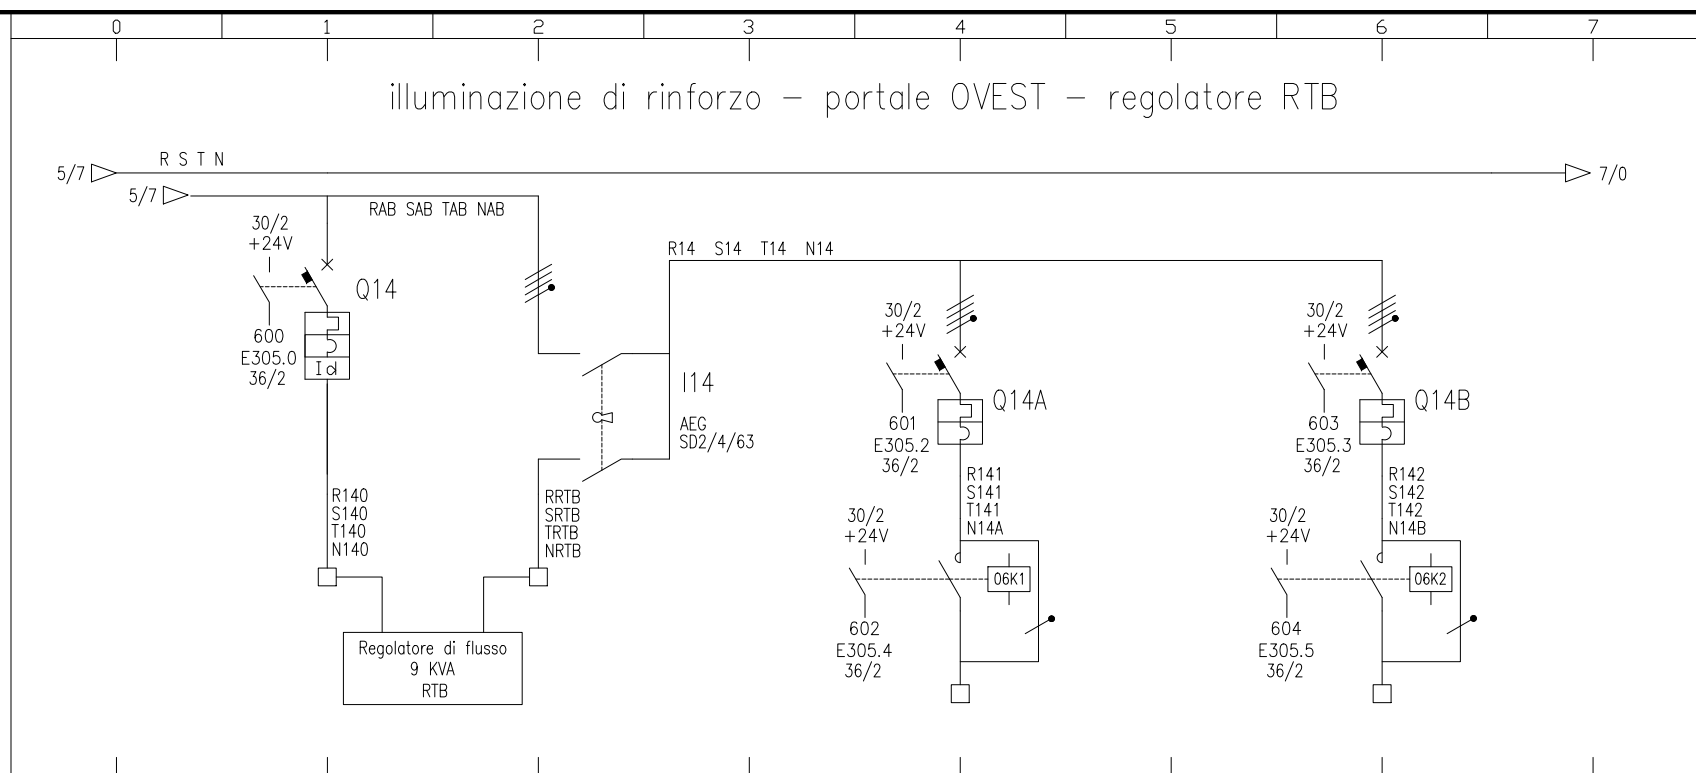 0 1 2 3 4 5 6 7
illuminazione di rinforzo – portale OVEST – regolatore RTB
R S T N
5/7
7/0
5/7
RAB SAB TAB NAB
30/2
+24V
Q14
600
E305.0
36/2
Id
R140
S140
T140
N140
I14
AEG
SD2/4/63
RRTB
SRTB
TRTB
NRTB
Regolatore di flusso
9 KVA
RTB
R14 S14 T14 N14
30/2
+24V
Q14A
601
E305.2
36/2
R141
S141
T141
N14A
30/2
+24V
06K1
602
E305.4
36/2
30/2
+24V
Q14B
603
E305.3
36/2
R142
S142
T142
N14B
30/2
+24V
06K2
604
E305.5
36/2